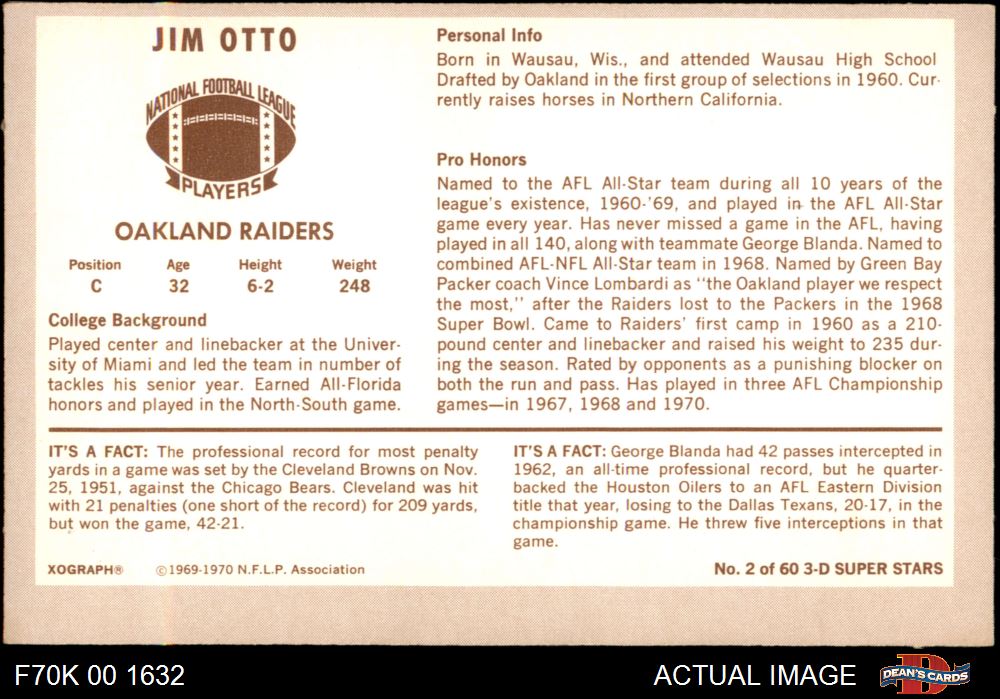 JIM OTTO
NATIONAL FOOTBALL LEAGUE
PLAYERS
OAKLAND RAIDERS
Position Age Height Weight
C 32 6-2 248
College Background
Played center and linebacker at the Univer-
sity of Miami and led the team in number of
tackles his senior year. Earned All-Florida
honors and played in the North-South game.
Personal Info
Born in Wausau, Wis., and attended Wausau High School
Drafted by Oakland in the first group of selections in 1960. Cur-
rently raises horses in Northern California.
Pro Honors
Named to the AFL All-Star team during all 10 years of the
league's existence, 1960-'69, and played in the AFL All-Star
game every year. Has never missed a game in the AFL, having
played in all 140, along with teammate George Blanda. Named to
combined AFL-NFL All-Star team in 1968. Named by Green Bay
Packer coach Vince Lombardi as "the Oakland player we respect
the most," after the Raiders lost to the Packers in the 1968
Super Bowl. Came to Raiders' first camp in 1960 as a 210-
pound center and linebacker and raised his weight to 235 dur-
ing the season. Rated by opponents as a punishing blocker on
both the run and pass. Has played in three AFL Championship
games—in 1967, 1968 and 1970.
IT'S A FACT: The professional record for most penalty
yards in a game was set by the Cleveland Browns on Nov.
25, 1951, against the Chicago Bears. Cleveland was hit
with 21 penalties (one short of the record) for 209 yards,
but won the game, 42-21.
IT'S A FACT: George Blanda had 42 passes intercepted in
1962, an all-time professional record, but he quarter-
backed the Houston Oilers to an AFL Eastern Division
title that year, losing to the Dallas Texans, 20-17, in the
championship game. He threw five interceptions in that
game.
XOGRAPH® ©1969-1970 N.F.L.P. Association
No. 2 of 60 3-D SUPER STARS
F70K 00 1632
ACTUAL IMAGE
DEAN'S CARDS